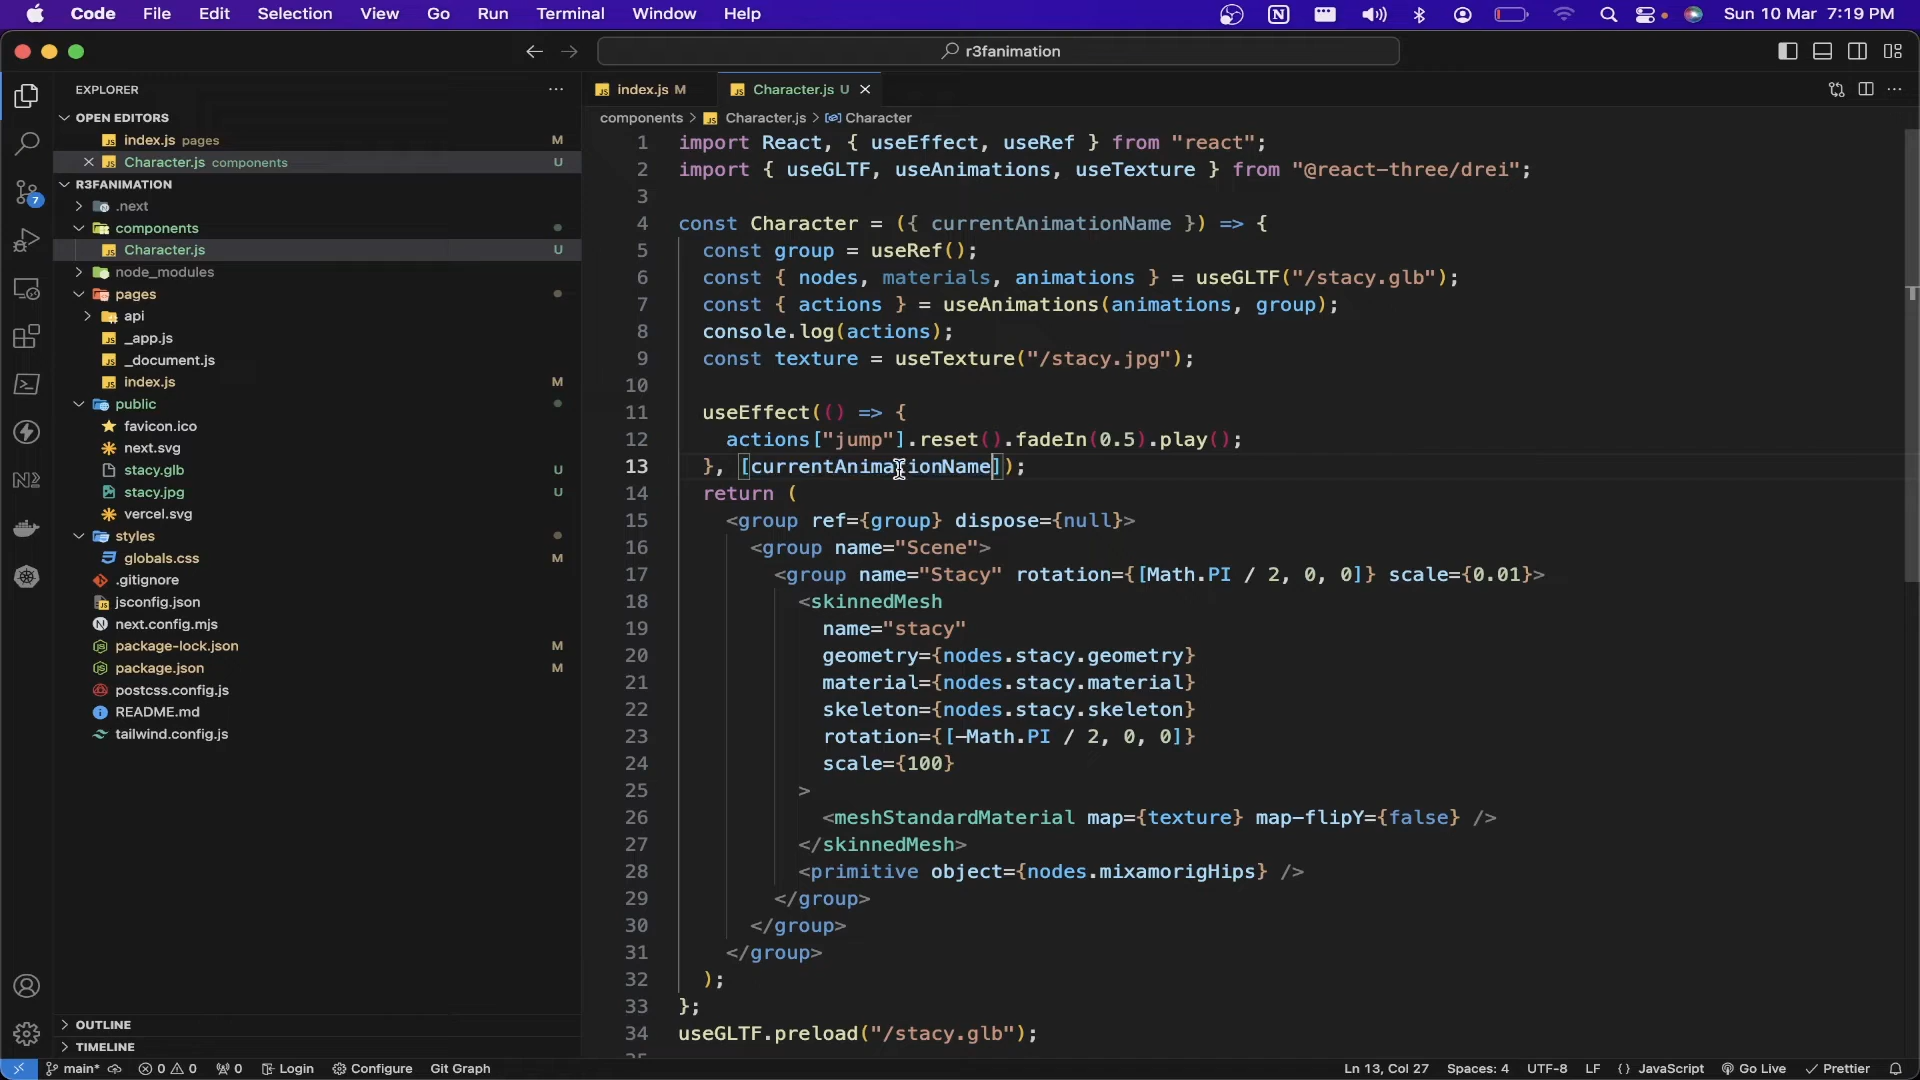 Code File Edit Selection View Go Run Terminal Window Help Sun 10 Mar 7:19 PM
r3fanimation
EXPLORER
OPEN EDITORS
index.js pages M
Character.js components U
R3FANIMATION
.next
components
Character.js U
node_modules
pages
api
_app.js
_document.js
index.js M
public
favicon.ico
next.svg
stacy.glb U
stacy.jpg U
vercel.svg
styles
globals.css M
.gitignore
jsconfig.json
next.config.mjs
package-lock.json M
package.json M
postcss.config.js
README.md
tailwind.config.js
OUTLINE
TIMELINE
7
index.js M Character.js U
components > Character.js > Character
1 import React, { useEffect, useRef } from "react";
2 import { useGLTF, useAnimations, useTexture } from "@react-three/drei";
3
4 const Character = ({ currentAnimationName }) => {
5 const group = useRef();
6 const { nodes, materials, animations } = useGLTF("/stacy.glb");
7 const { actions } = useAnimations(animations, group);
8 console.log(actions);
9 const texture = useTexture("/stacy.jpg");
10
11 useEffect(() => {
12 actions["jump"].reset().fadeIn(0.5).play();
13 }, [currentAnimationName]);
14 return (
15 <group ref={group} dispose={null}>
16 <group name="Scene">
17 <group name="Stacy" rotation={[Math.PI / 2, 0, 0]} scale={0.01}>
18 <skinnedMesh
19 name="stacy"
20 geometry={nodes.stacy.geometry}
21 material={nodes.stacy.material}
22 skeleton={nodes.stacy.skeleton}
23 rotation={[-Math.PI / 2, 0, 0]}
24 scale={100}
25 >
26 <meshStandardMaterial map={texture} map-flipY={false} />
27 </skinnedMesh>
28 <primitive object={nodes.mixamorigHips} />
29 </group>
30 </group>
31 </group>
32 );
33 };
34 useGLTF.preload("/stacy.glb");
main* 0 0 0 Login Configure Git Graph Ln 13, Col 27 Spaces: 4 UTF-8 LF {} JavaScript Go Live Prettier